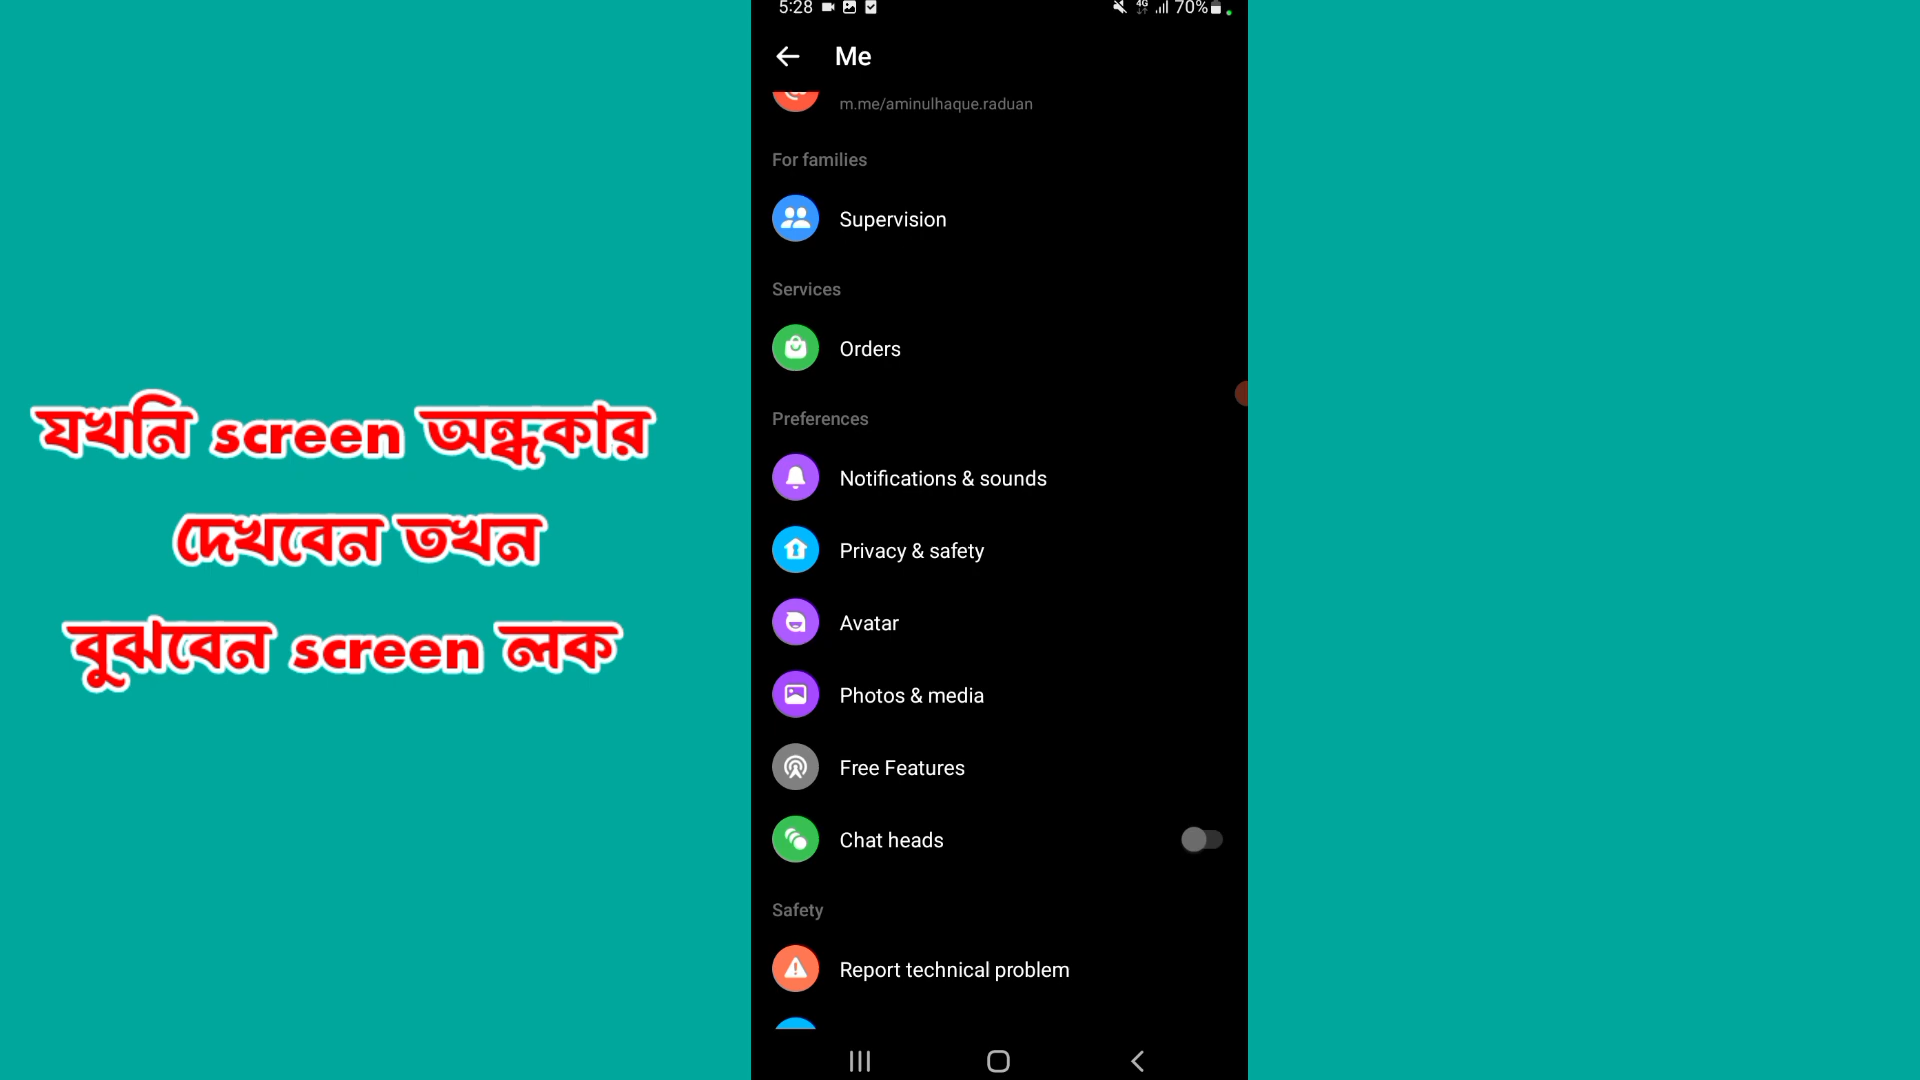 5:28
4G 70%
Me
m.me/aminulhaque.raduan
For families
Supervision
Services
Orders
Preferences
Notifications & sounds
Privacy & safety
Avatar
Photos & media
Free Features
Chat heads
Safety
Report technical problem
যখনি screen অন্ধকার
দেখবেন তখন
বুঝবেন screen লক